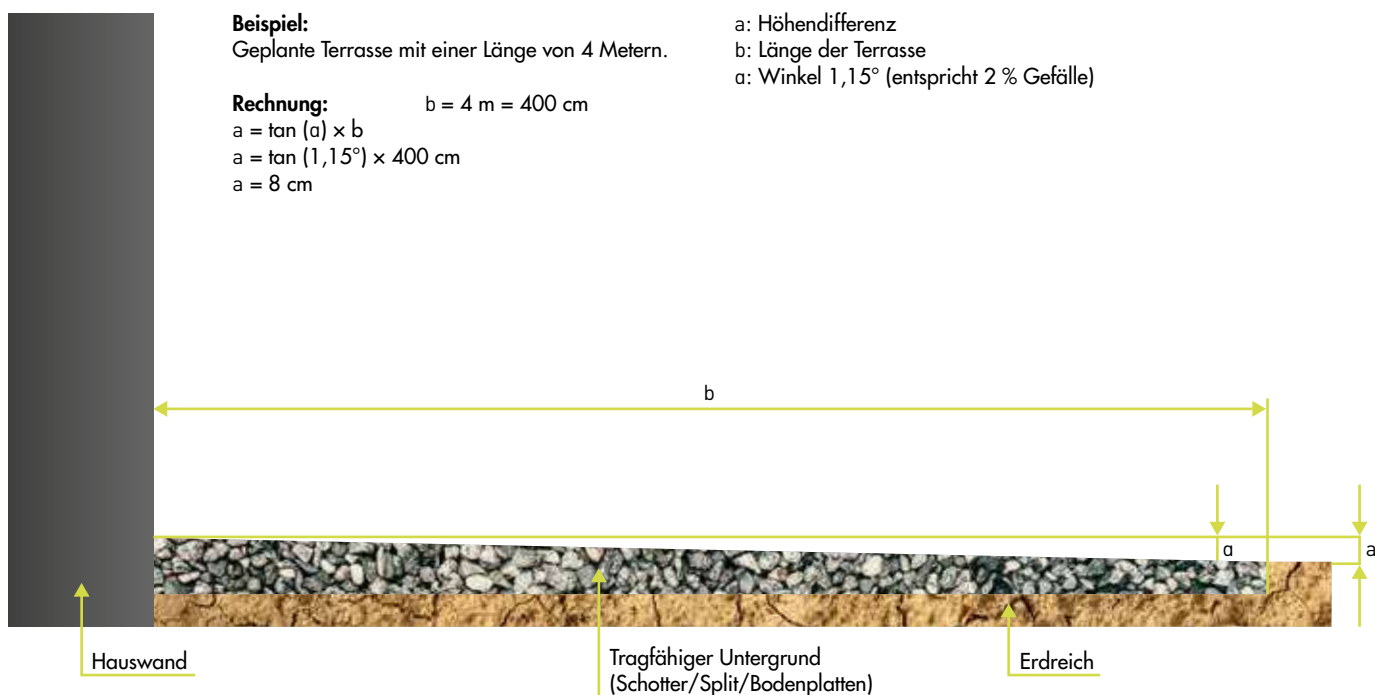 Beispiel:
Geplante Terrasse mit einer Länge von 4 Metern.
Rechnung: b = 4 m = 400 cm
a = tan (α) × b
a = tan (1,15°) × 400 cm
a = 8 cm
a: Höhendifferenz
b: Länge der Terrasse
α: Winkel 1,15° (entspricht 2 % Gefälle)
b
α
a
Hauswand
Tragfähiger Untergrund
(Schotter/Split/Bodenplatten)
Erdreich